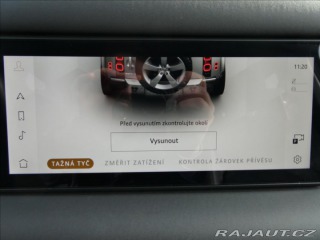 11:20
Před vysunutím zkontrolujte okolí
Vysunout
TAŽNÁ TYČ ZMĚŘIT ZATÍŽENÍ KONTROLA ŽÁROVEK PŘÍVĚSU
RAJAUT.CZ